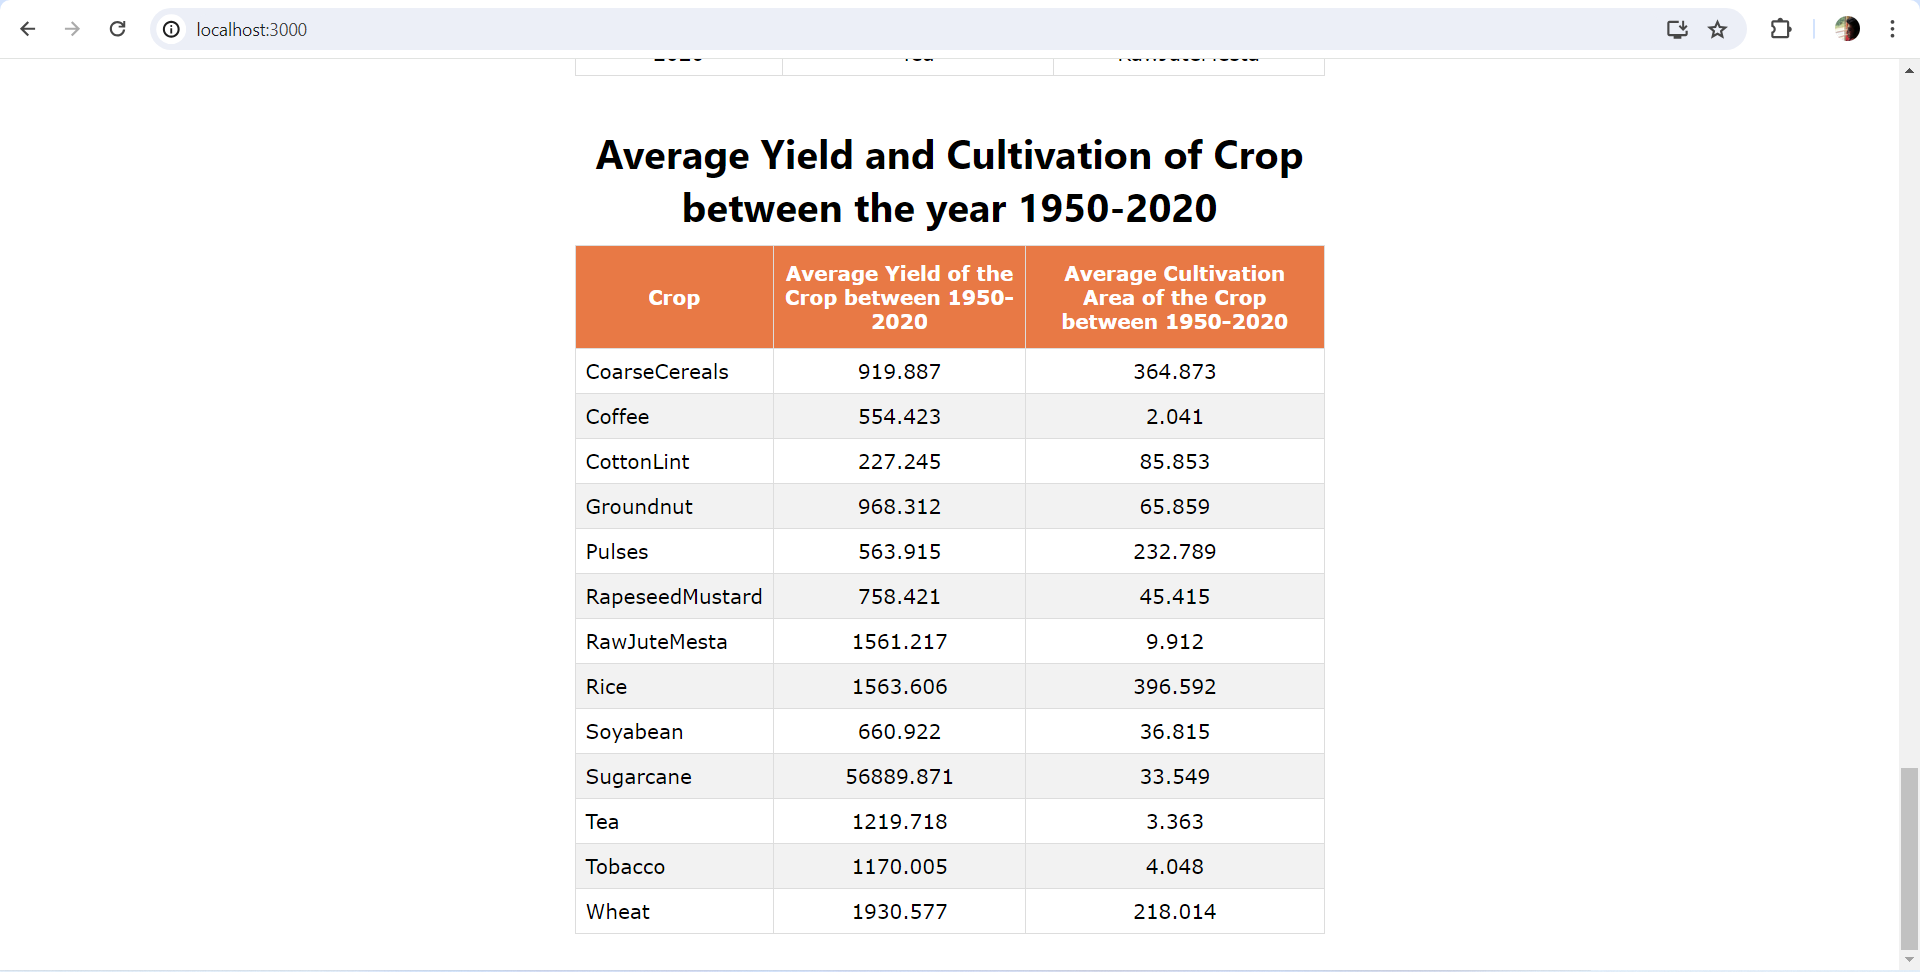 localhost:3000
2020 Tea RawJuteMesta
Average Yield and Cultivation of Crop
between the year 1950-2020
Crop
Average Yield of the
Crop between 1950-
2020
Average Cultivation
Area of the Crop
between 1950-2020
CoarseCereals 919.887 364.873
Coffee 554.423 2.041
CottonLint 227.245 85.853
Groundnut 968.312 65.859
Pulses 563.915 232.789
RapeseedMustard 758.421 45.415
RawJuteMesta 1561.217 9.912
Rice 1563.606 396.592
Soyabean 660.922 36.815
Sugarcane 56889.871 33.549
Tea 1219.718 3.363
Tobacco 1170.005 4.048
Wheat 1930.577 218.014